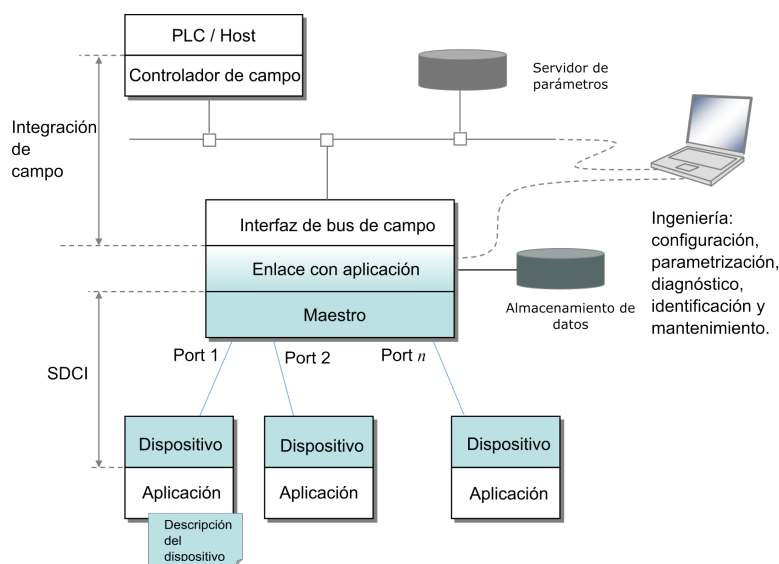 PLC / Host
Controlador de campo
Servidor de
parámetros
Integración
de
campo
Interfaz de bus de campo
Enlace con aplicación
Maestro
Almacenamiento de
datos
Ingeniería:
configuración,
parametrización,
diagnóstico,
identificación y
mantenimiento.
SDCI
Port 1
Port 2
Port n
Dispositivo
Aplicación
Dispositivo
Aplicación
Dispositivo
Aplicación
Descripción
del
dispositivo